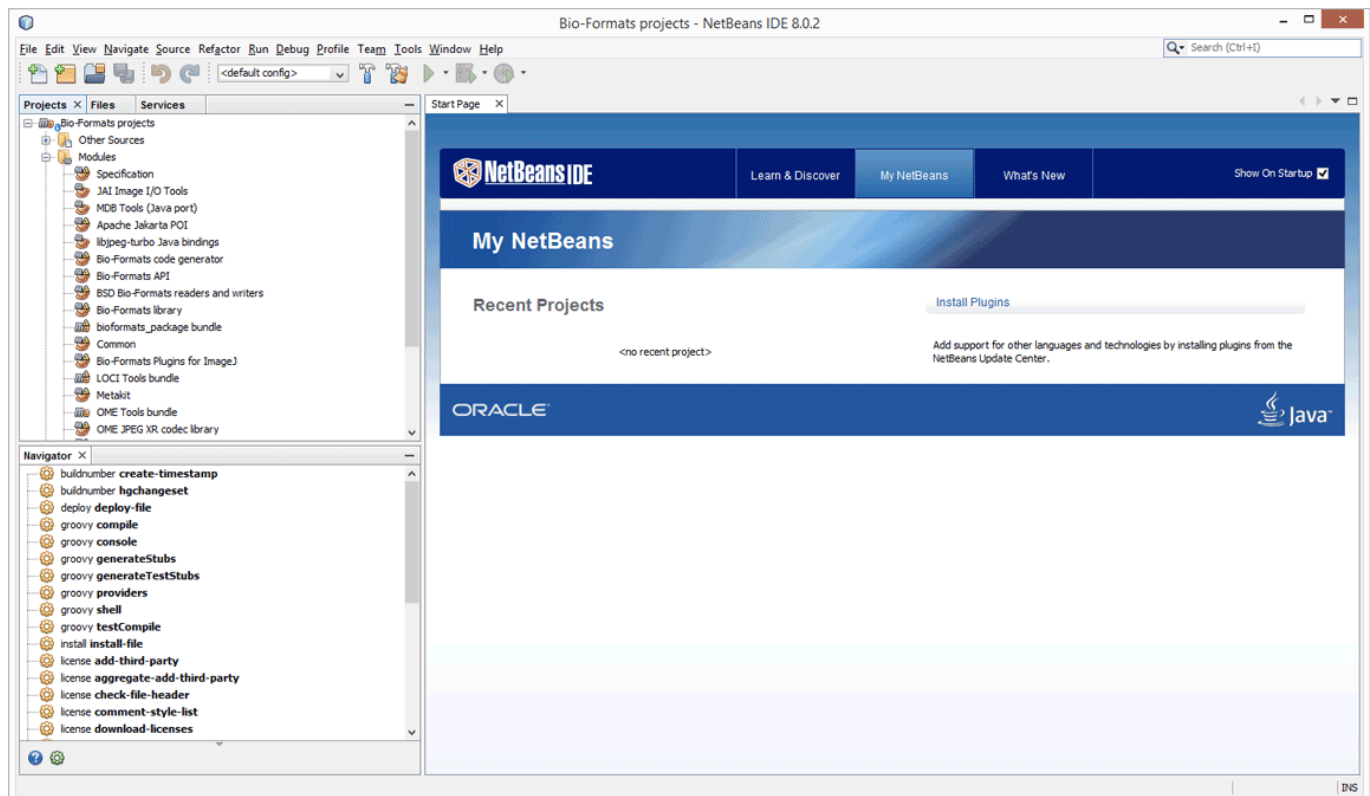 Bio-Formats projects - NetBeans IDE 8.0.2
File Edit View Navigate Source Refactor Run Debug Profile Team Tools Window Help
Search (Ctrl+I)
<default config>
Projects Files Services
Start Page
Bio-Formats projects
Other Sources
Modules
Specification
JAI Image I/O Tools
MDB Tools (Java port)
Apache Jakarta POI
libjpeg-turbo Java bindings
Bio-Formats code generator
Bio-Formats API
BSD Bio-Formats readers and writers
Bio-Formats library
bioformats_package bundle
Common
Bio-Formats Plugins for ImageJ
LOCI Tools bundle
Metakit
OME Tools bundle
OME JPEG XR codec library
NetBeans IDE
Learn & Discover
My NetBeans
What's New
Show On Startup
My NetBeans
Recent Projects
<no recent project>
Install Plugins
Add support for other languages and technologies by installing plugins from the
NetBeans Update Center.
ORACLE
Java
Navigator
buildnumber create-timestamp
buildnumber hgchangeset
deploy deploy-file
groovy compile
groovy console
groovy generateStubs
groovy generateTestStubs
groovy providers
groovy shell
groovy testCompile
install install-file
license add-third-party
license aggregate-add-third-party
license check-file-header
license comment-style-list
license download-licenses
INS